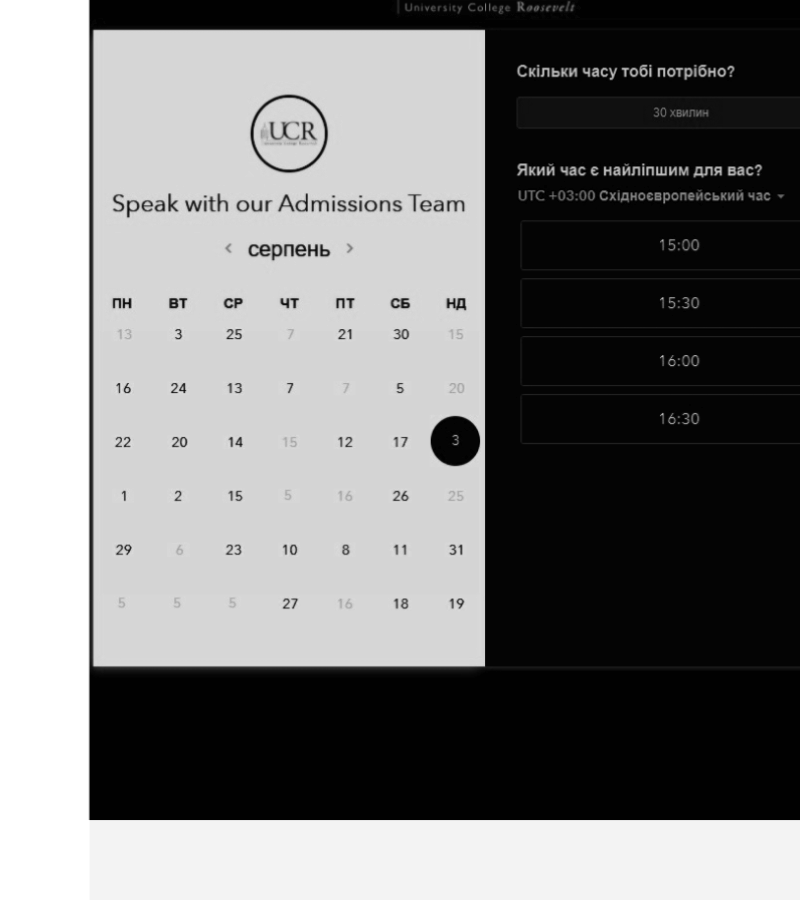 University College Roosevelt
UCR
Speak with our Admissions Team
< серпень >
ПН ВТ СР ЧТ ПТ СБ НД
13 3 25 7 21 30 15
16 24 13 7 7 5 20
22 20 14 15 12 17 3
1 2 15 5 16 26 25
29 6 23 10 8 11 31
5 5 5 27 16 18 19
Скільки часу тобі потрібно?
30 хвилин
Який час є найліпшим для вас?
UTC +03:00 Східноєвропейський час
15:00
15:30
16:00
16:30